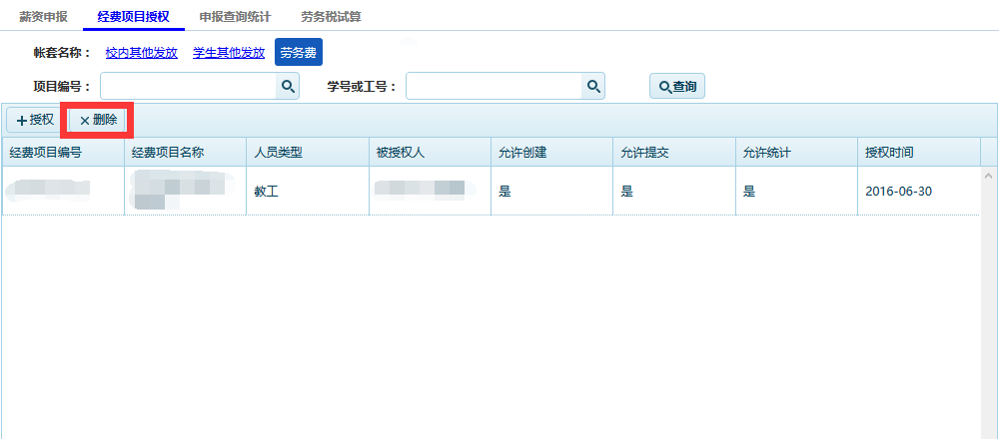 薪资申报 经费项目授权 申报查询统计 劳务税试算
帐套名称： 校内其他发放 学生其他发放 劳务费
项目编号： 学号或工号： 查询
授权 删除
经费项目编号 经费项目名称 人员类型 被授权人 允许创建 允许提交 允许统计 授权时间
教工 是 是 是 2016-06-30